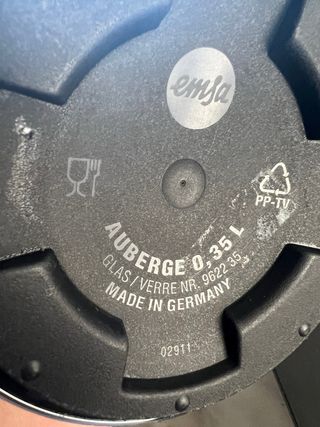 emsa
PP-TV
AUBERGE 0,35 L
GLAS/VERRE NR. 9622 35
MADE IN GERMANY
02911